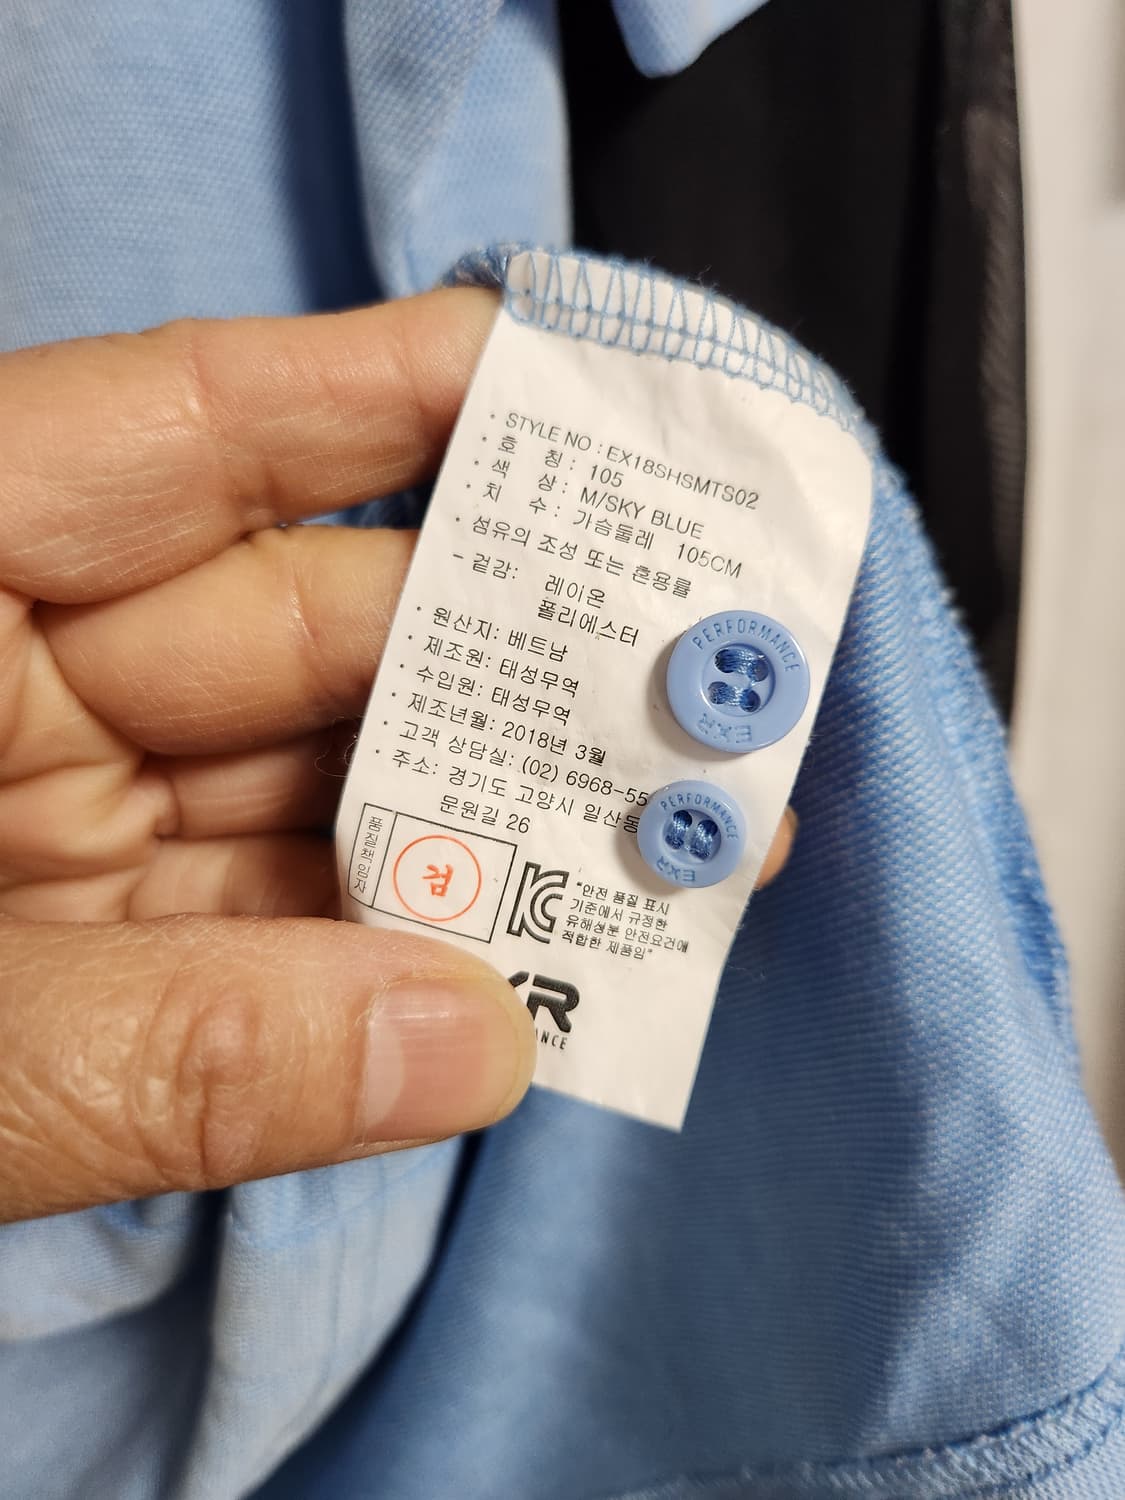 · STYLE NO : EX18SHSMTS02
· 호 칭 : 105
· 색 상 : M/SKY BLUE
· 치 수 : 가슴둘레 105CM
· 섬유의 조성 또는 혼용률
- 겉감: 레이온
폴리에스터
· 원산지: 베트남
· 제조원: 태성무역
· 수입원: 태성무역
· 제조년월: 2018년 3월
· 고객 상담실: (02) 6968-55
· 주소: 경기도 고양시 일산동
문원길 26
PERFORMANCE
EXR
PERFORMANCE
EXR
품질책임자
검
KC
"안전 품질 표시
기준에서 규정한
유해성분 안전요건에
적합한 제품임"
XR
ANCE